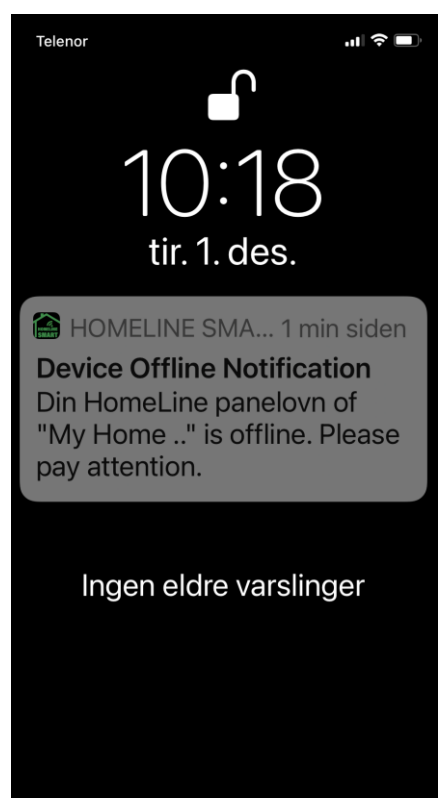 Telenor
10:18
tir. 1. des.
HOMELINE SMA... 1 min siden
Device Offline Notification
Din HomeLine panelovn of
"My Home .." is offline. Please
pay attention.
Ingen eldre varslinger